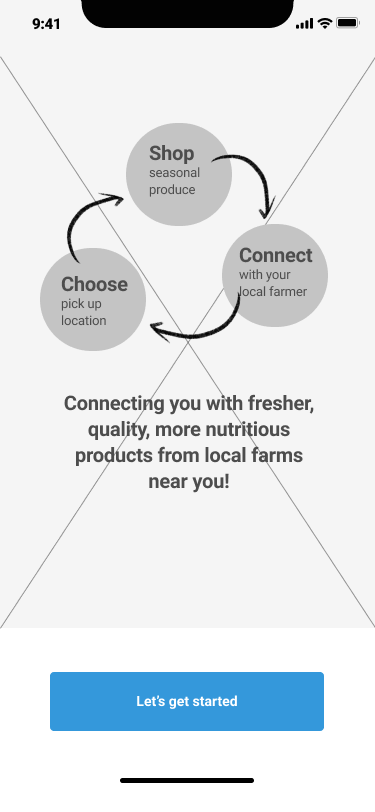 9:41
Shop
seasonal
produce
Connect
with your
local farmer
Choose
pick up
location
Connecting you with fresher,
quality, more nutritious
products from local farms
near you!
Let's get started